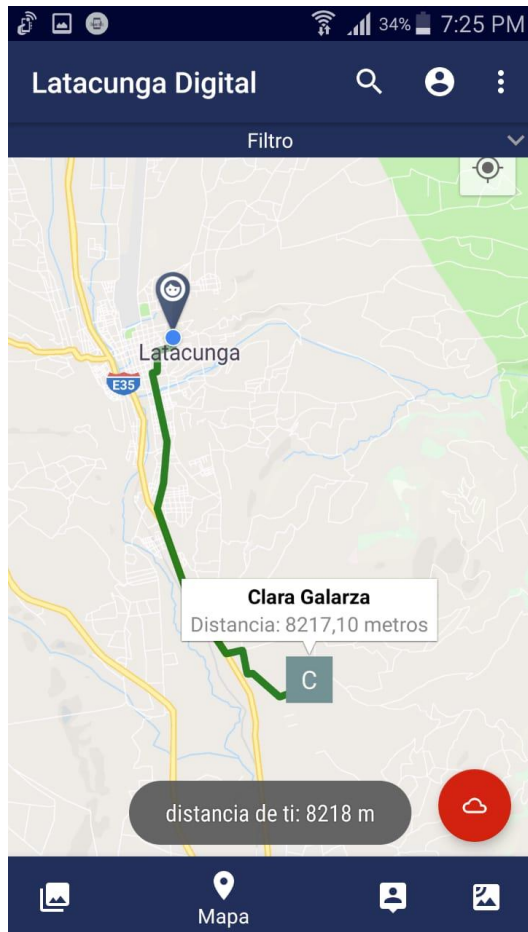 34% 7:25 PM
Latacunga Digital
Filtro
Latacunga
E35
Clara Galarza
Distancia: 8217,10 metros
C
distancia de ti: 8218 m
Mapa